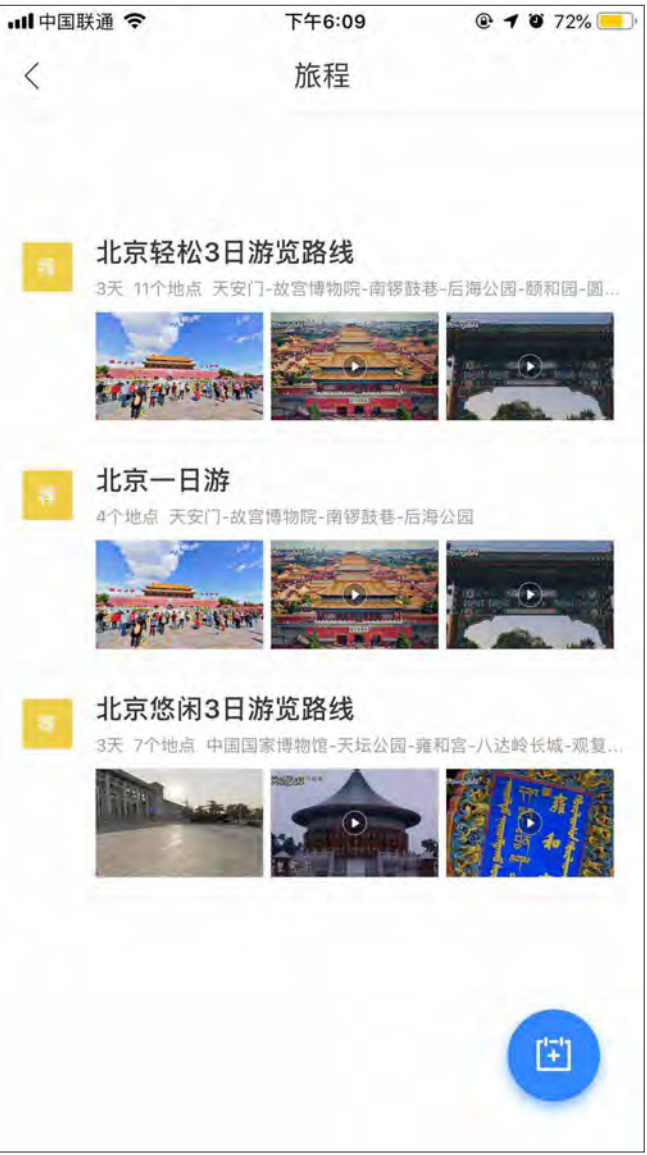 中国联通
下午6:09
72%
旅程
北京轻松3日游览路线
3天 11个地点 天安门-故宫博物院-南锣鼓巷-后海公园-颐和园-圆...
北京一日游
4个地点 天安门-故宫博物院-南锣鼓巷-后海公园
北京悠闲3日游览路线
3天 7个地点 中国国家博物馆-天坛公园-雍和宫-八达岭长城-观复...
雍
和